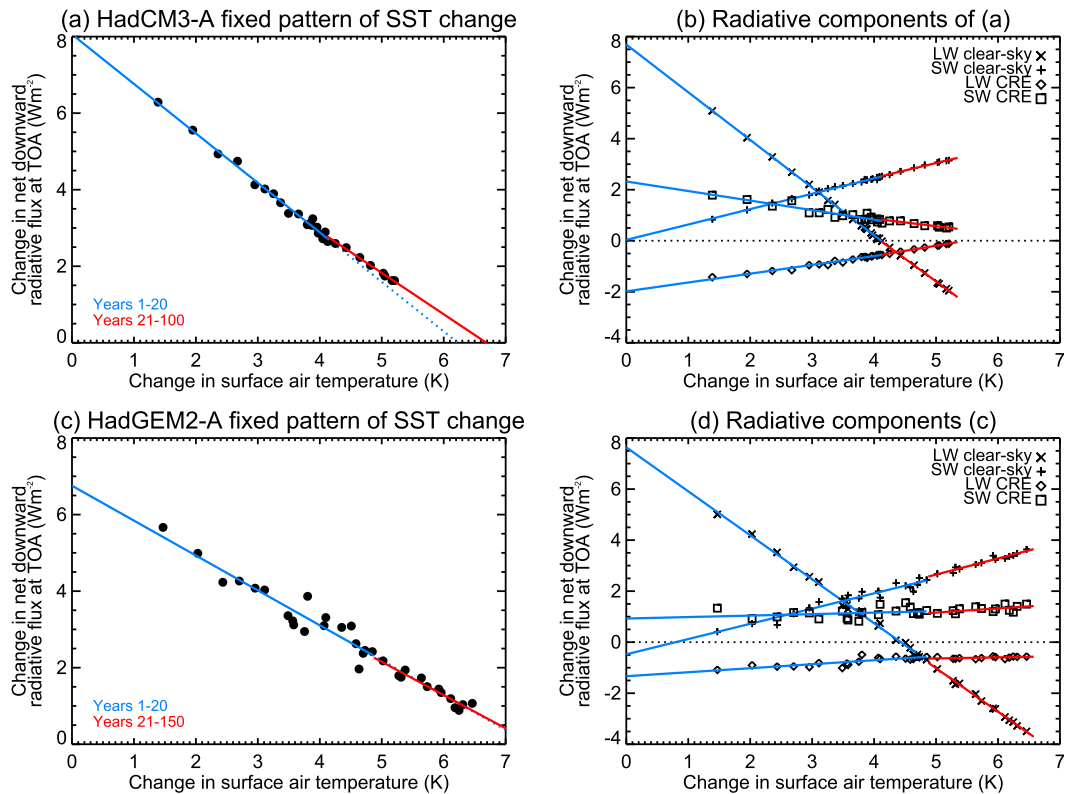 (a) HadCM3-A fixed pattern of SST change
Change in net downward
radiative flux at TOA (Wm⁻²)
8
6
4
2
0
Years 1-20
Years 21-100
0 1 2 3 4 5 6 7
Change in surface air temperature (K)
(b) Radiative components of (a)
Change in net downward
radiative flux at TOA (Wm⁻²)
8
6
4
2
0
-2
-4
LW clear-sky
SW clear-sky
LW CRE
SW CRE
0 1 2 3 4 5 6 7
Change in surface air temperature (K)
(c) HadGEM2-A fixed pattern of SST change
Change in net downward
radiative flux at TOA (Wm⁻²)
8
6
4
2
0
Years 1-20
Years 21-150
0 1 2 3 4 5 6 7
Change in surface air temperature (K)
(d) Radiative components (c)
Change in net downward
radiative flux at TOA (Wm⁻²)
8
6
4
2
0
-2
-4
LW clear-sky
SW clear-sky
LW CRE
SW CRE
0 1 2 3 4 5 6 7
Change in surface air temperature (K)